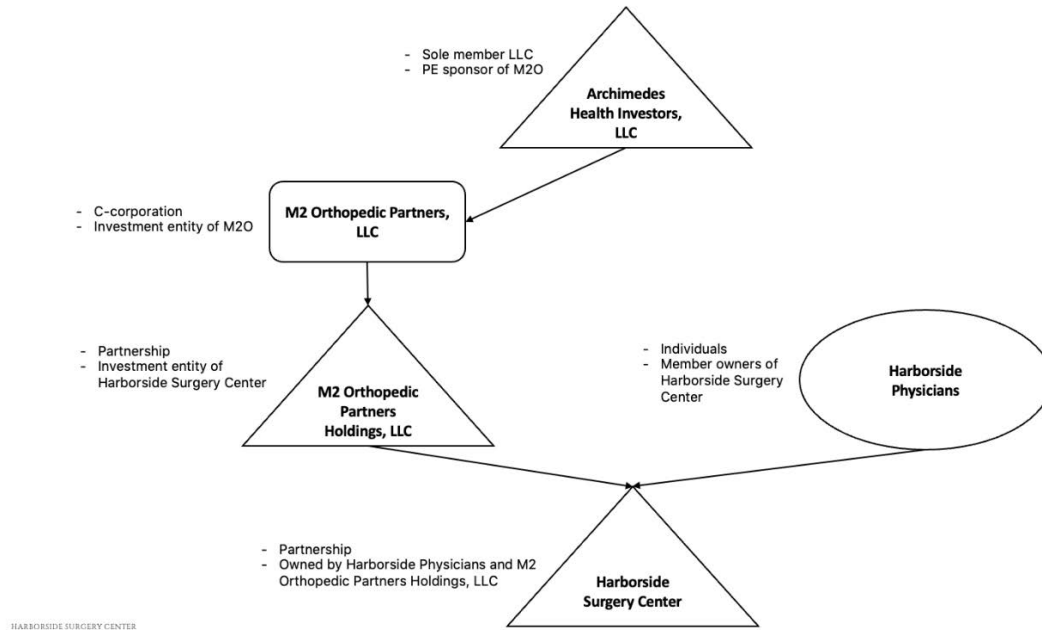 - Sole member LLC
- PE sponsor of M2O
Archimedes
Health Investors,
LLC
- C-corporation
- Investment entity of M2O
M2 Orthopedic Partners,
LLC
- Partnership
- Investment entity of
Harborside Surgery Center
M2 Orthopedic
Partners
Holdings, LLC
- Individuals
- Member owners of
Harborside Surgery
Center
Harborside
Physicians
- Partnership
- Owned by Harborside Physicians and M2
Orthopedic Partners Holdings, LLC
Harborside
Surgery Center
HARBORSIDE SURGERY CENTER